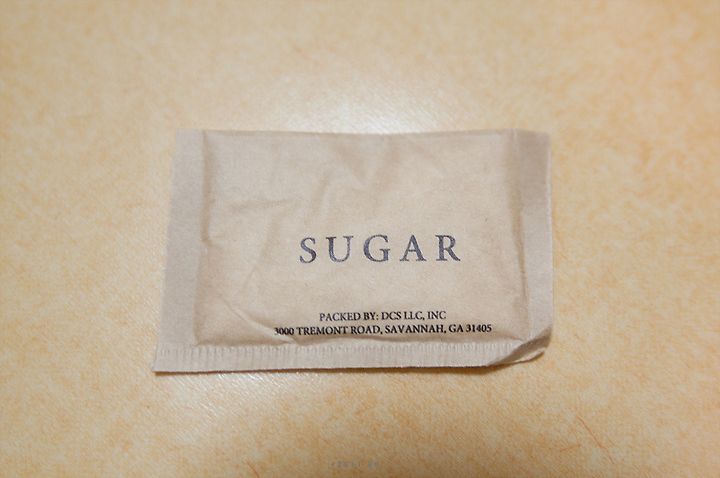 SUGAR
PACKED BY: DCS LLC, INC
3000 TREMONT ROAD, SAVANNAH, GA 31405